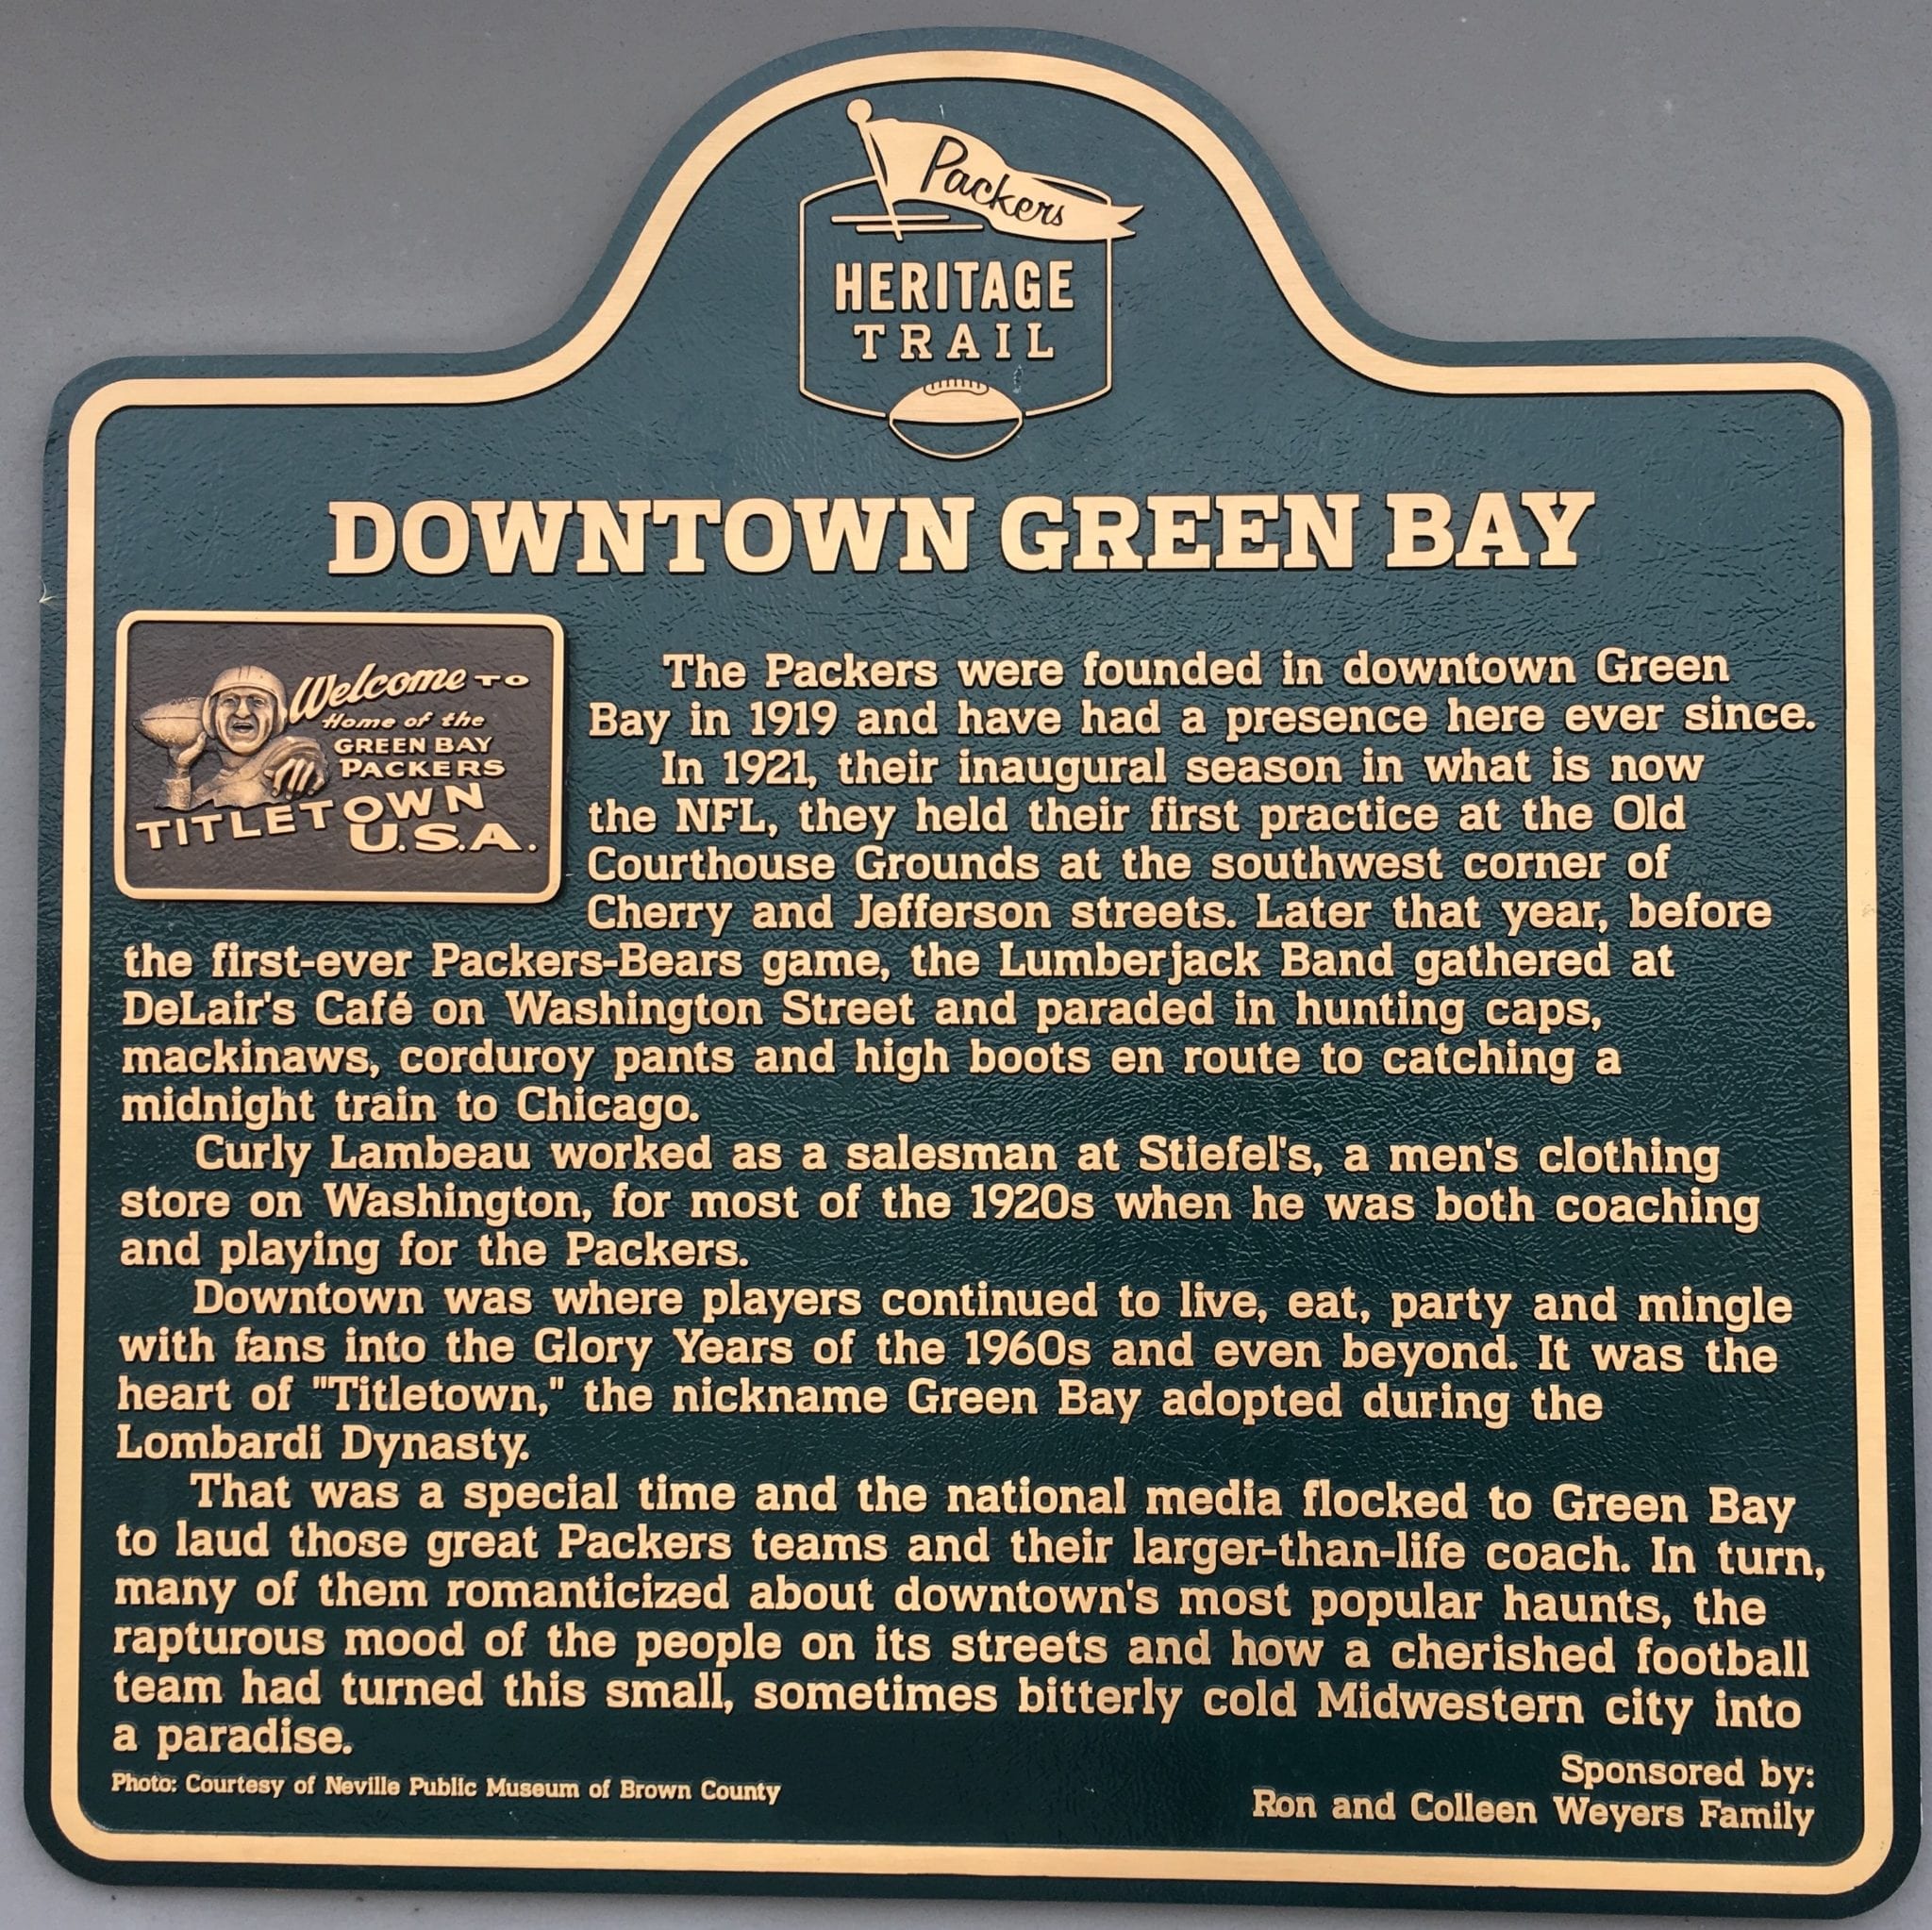 Packers
HERITAGE
TRAIL
DOWNTOWN GREEN BAY
Welcome TO
Home of the
GREEN BAY
PACKERS
TITLETOWN
U.S.A.
The Packers were founded in downtown Green
Bay in 1919 and have had a presence here ever since.
In 1921, their inaugural season in what is now
the NFL, they held their first practice at the Old
Courthouse Grounds at the southwest corner of
Cherry and Jefferson streets. Later that year, before
the first-ever Packers-Bears game, the Lumberjack Band gathered at
DeLair's Café on Washington Street and paraded in hunting caps,
mackinaws, corduroy pants and high boots en route to catching a
midnight train to Chicago.
Curly Lambeau worked as a salesman at Stiefel's, a men's clothing
store on Washington, for most of the 1920s when he was both coaching
and playing for the Packers.
Downtown was where players continued to live, eat, party and mingle
with fans into the Glory Years of the 1960s and even beyond. It was the
heart of "Titletown," the nickname Green Bay adopted during the
Lombardi Dynasty.
That was a special time and the national media flocked to Green Bay
to laud those great Packers teams and their larger-than-life coach. In turn,
many of them romanticized about downtown's most popular haunts, the
rapturous mood of the people on its streets and how a cherished football
team had turned this small, sometimes bitterly cold Midwestern city into
a paradise.
Photo: Courtesy of Neville Public Museum of Brown County
Sponsored by:
Ron and Colleen Weyers Family